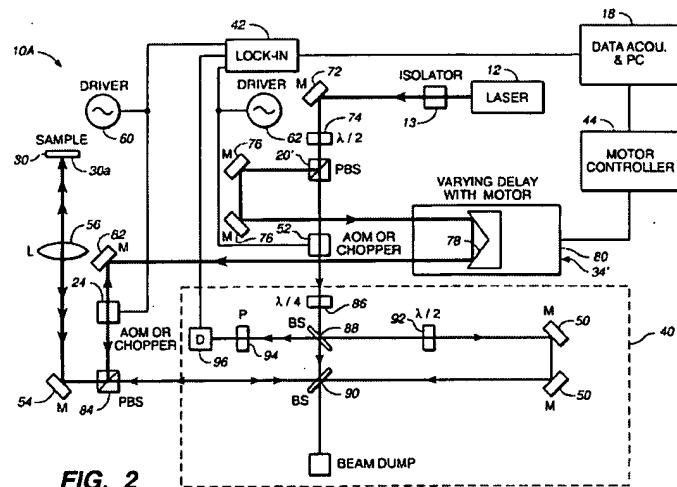 10A
42
LOCK-IN
18
DATA ACQU.
& PC
DRIVER
60
DRIVER
62
M
72
ISOLATOR
13
12
LASER
74
λ/2
44
MOTOR
CONTROLLER
SAMPLE
30
30a
M
76
20'
PBS
VARYING DELAY
WITH MOTOR
78
80
34'
L
56
82
M
M
76
52
AOM OR
CHOPPER
24
AOM OR
CHOPPER
λ/4
86
40
D
96
P
94
BS
88
92
λ/2
M
50
54
M
84
PBS
BS
90
50
M
BEAM DUMP
FIG. 2